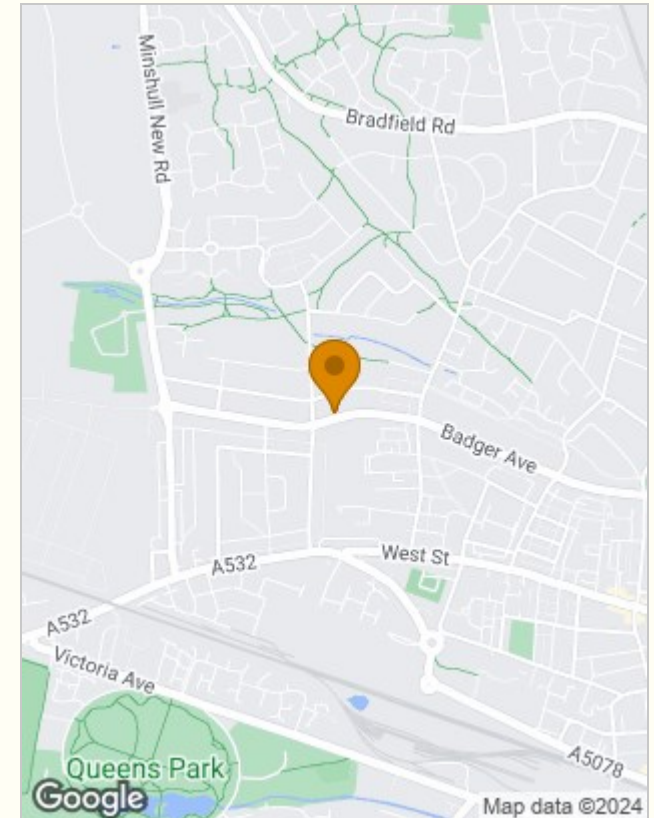 Minshull New Rd
Bradfield Rd
Badger Ave
West St
A532
A532
Victoria Ave
Queens Park
A5078
Google
Map data ©2024